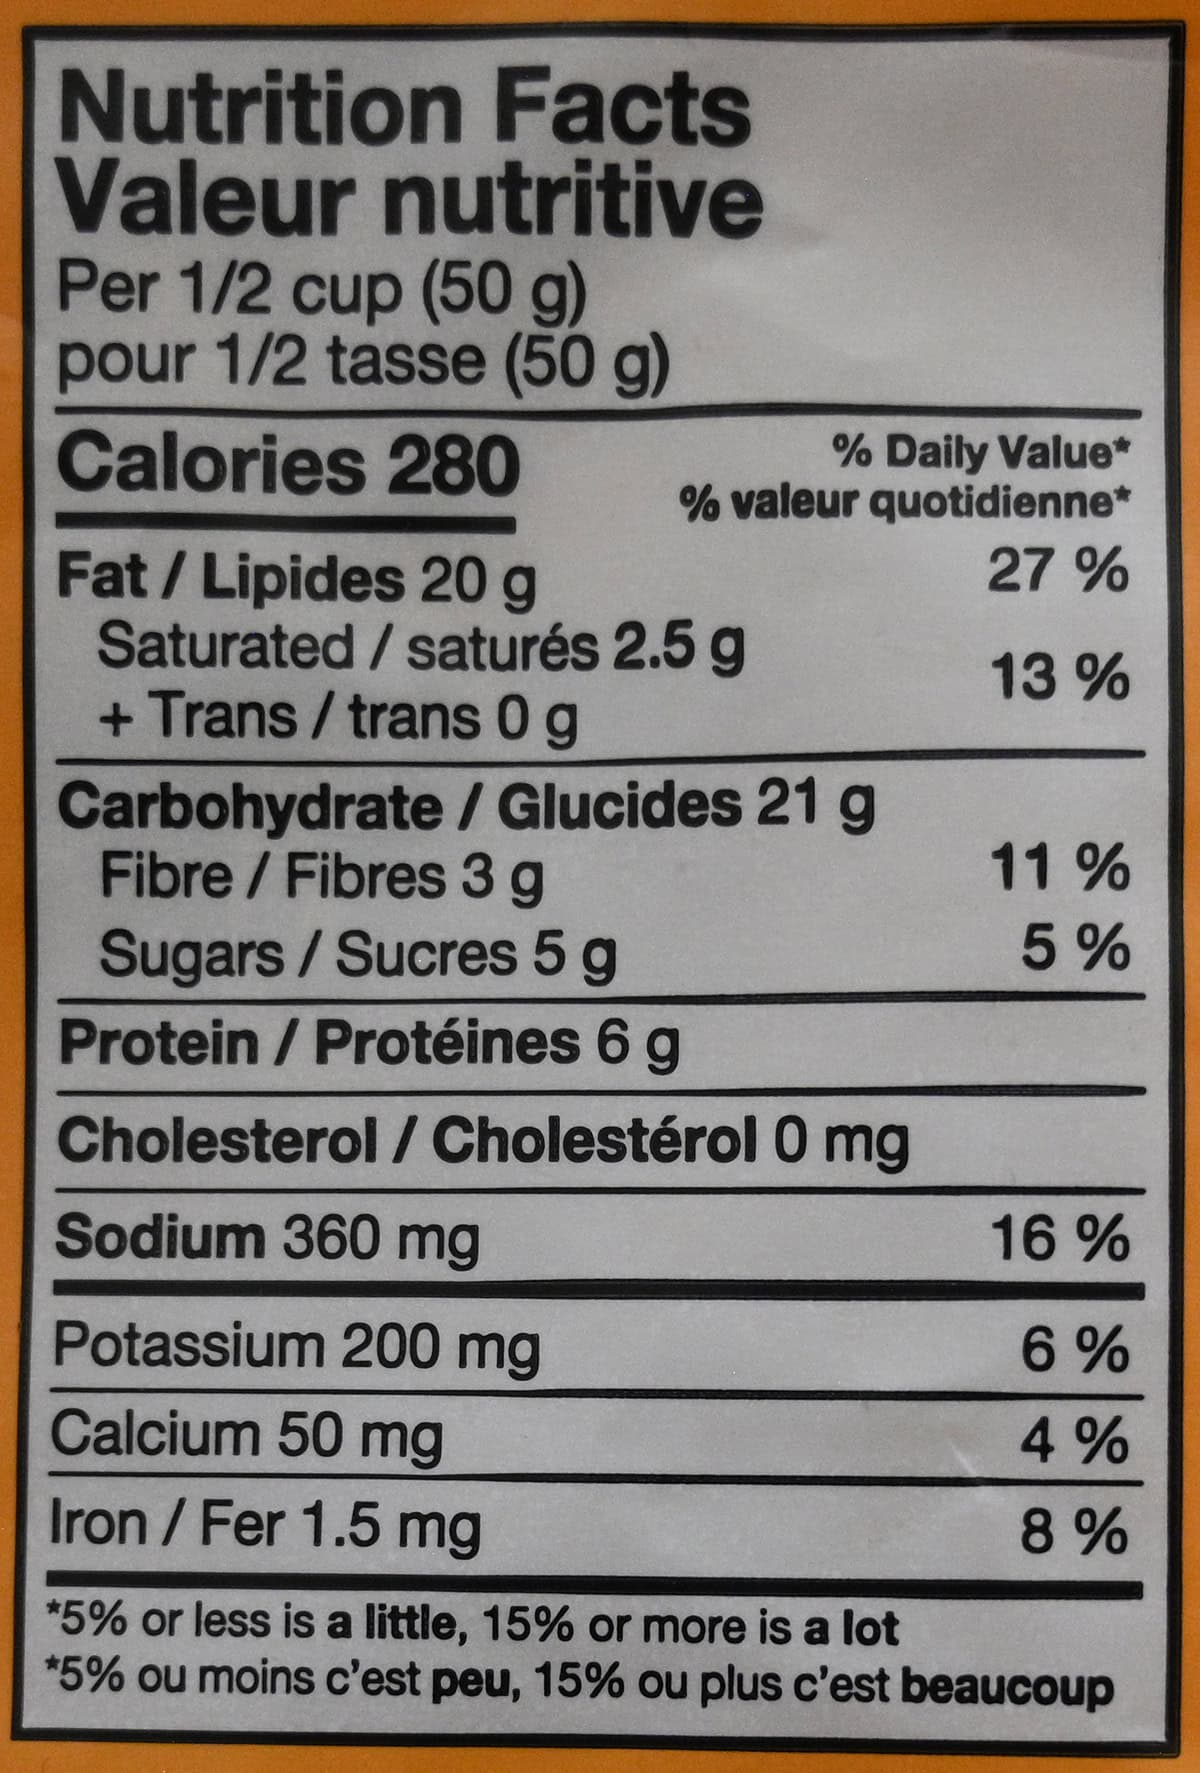 Nutrition Facts
Valeur nutritive
Per 1/2 cup (50 g)
pour 1/2 tasse (50 g)
Calories 280
% Daily Value*
% valeur quotidienne*
Fat / Lipides 20 g 27 %
Saturated / saturés 2.5 g
+ Trans / trans 0 g 13 %
Carbohydrate / Glucides 21 g
Fibre / Fibres 3 g 11 %
Sugars / Sucres 5 g 5 %
Protein / Protéines 6 g
Cholesterol / Cholestérol 0 mg
Sodium 360 mg 16 %
Potassium 200 mg 6 %
Calcium 50 mg 4 %
Iron / Fer 1.5 mg 8 %
*5% or less is a little, 15% or more is a lot
*5% ou moins c'est peu, 15% ou plus c'est beaucoup